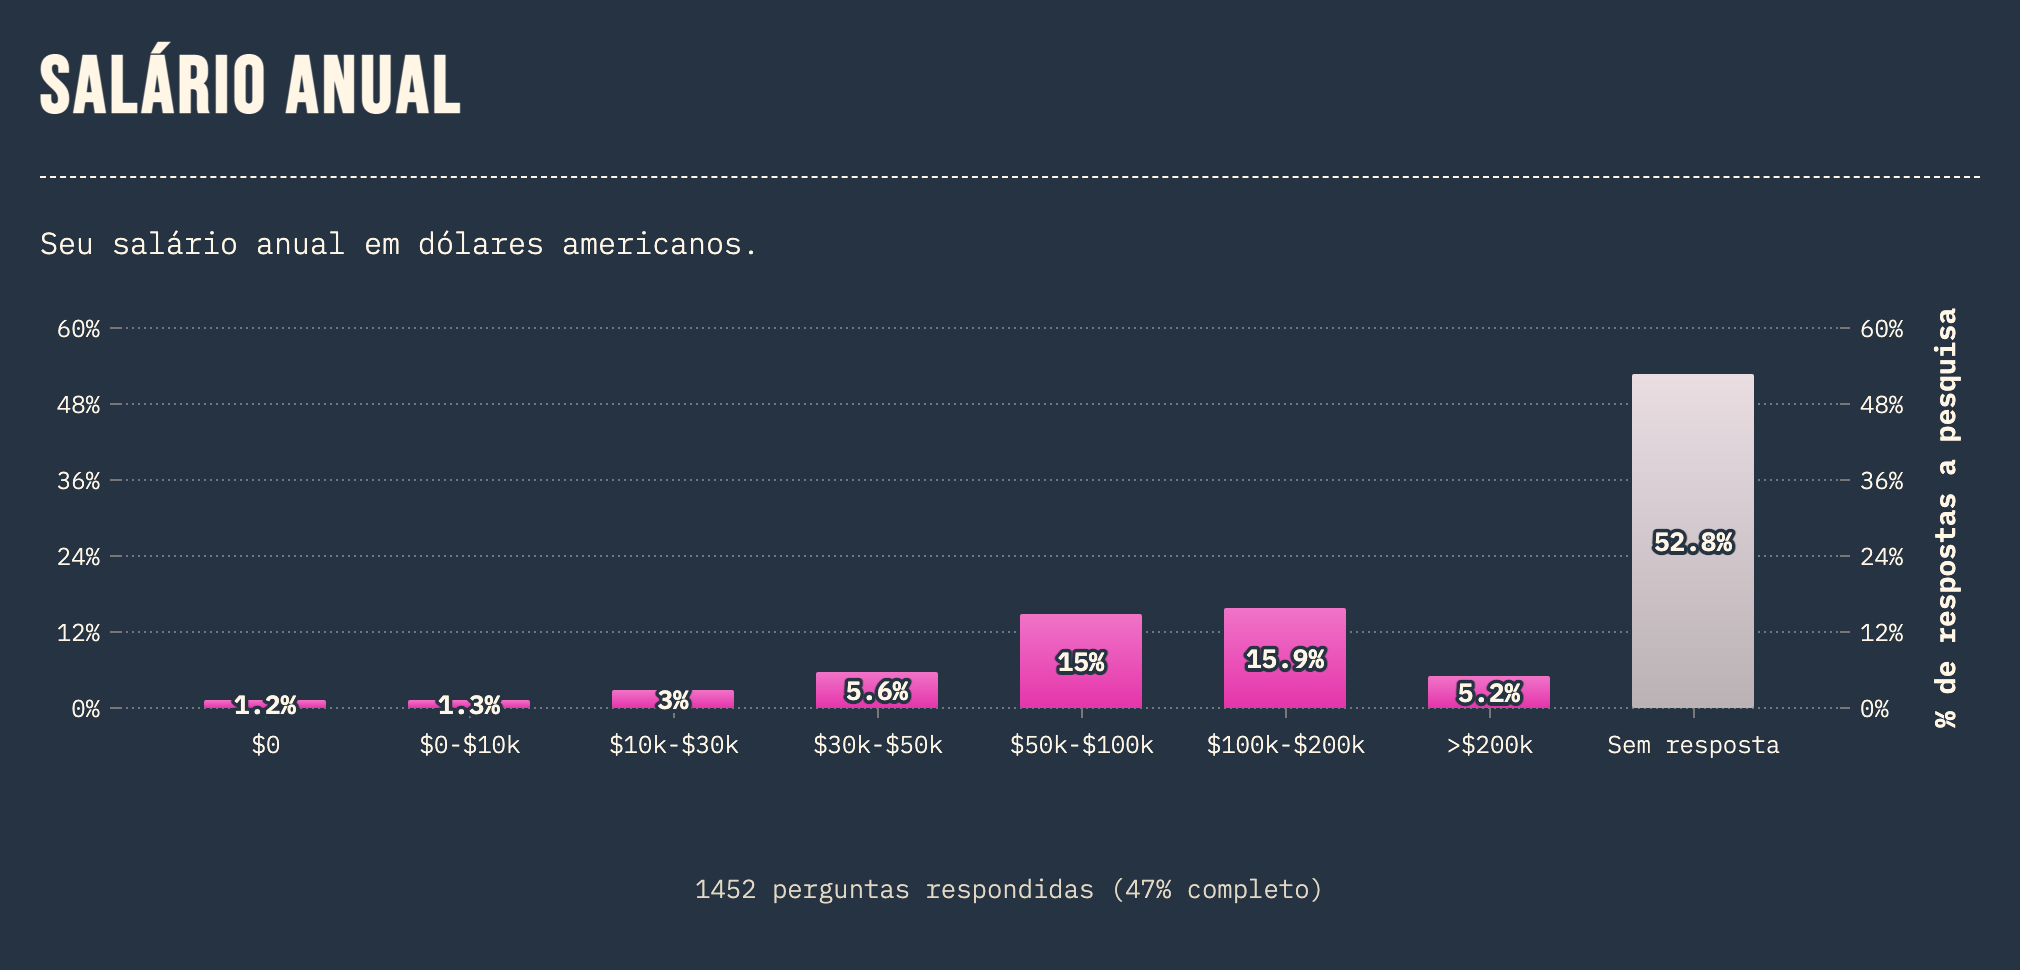 SALÁRIO ANUAL
Seu salário anual em dólares americanos.
60%
48%
36%
24%
12%
0%
60%
48%
36%
24%
12%
0%
% de respostas a pesquisa
1.2%
1.3%
3%
5.6%
15%
15.9%
5.2%
52.8%
$0
$0-$10k
$10k-$30k
$30k-$50k
$50k-$100k
$100k-$200k
>$200k
Sem resposta
1452 perguntas respondidas (47% completo)